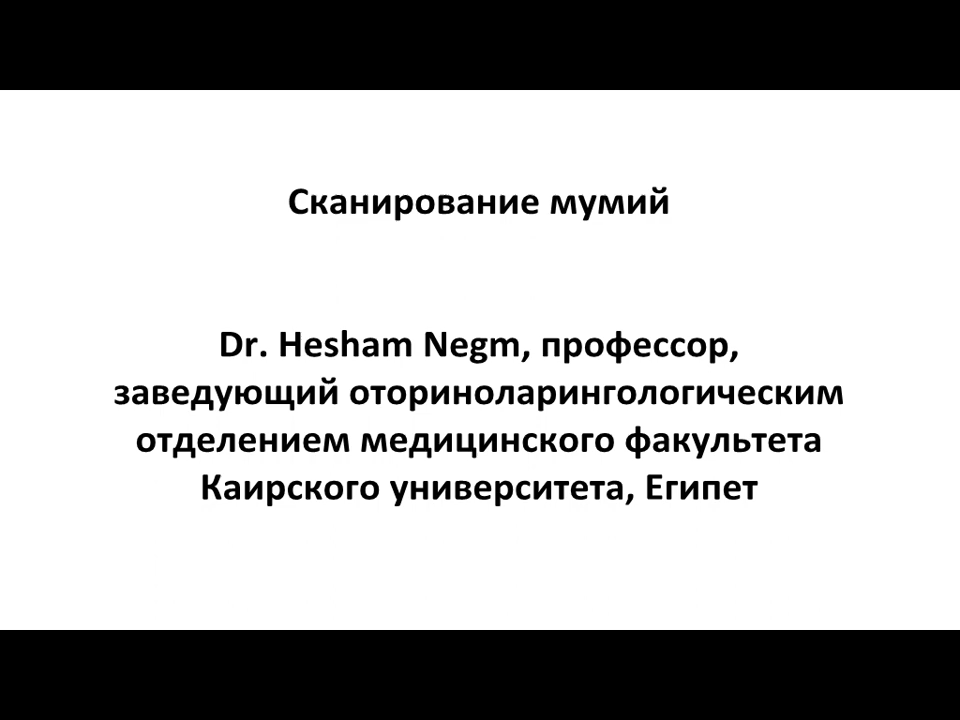 Сканирование мумий
Dr. Hesham Negm, профессор,
заведующий оториноларингологическим
отделением медицинского факультета
Каирского университета, Египет